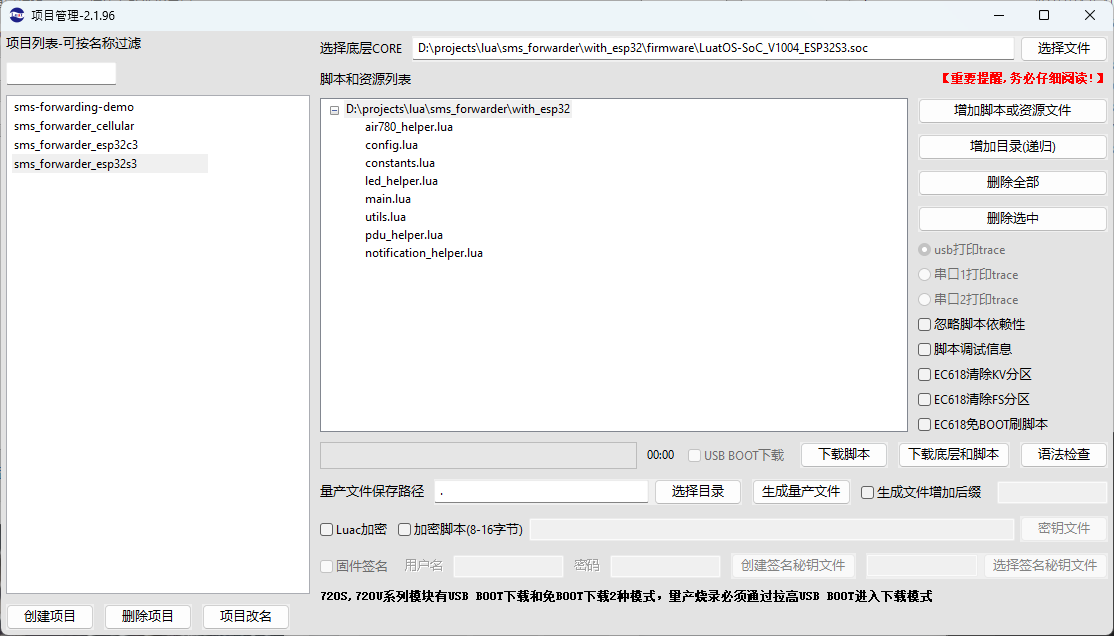 项目管理-2.1.96
项目列表-可按名称过滤
sms-forwarding-demo
sms_forwarder_cellular
sms_forwarder_esp32c3
sms_forwarder_esp32s3
创建项目 删除项目 项目改名
选择底层CORE D:\projects\lua\sms_forwarder\with_esp32\firmware\LuatOS-SoC_V1004_ESP32S3.soc 选择文件
脚本和资源列表
【重要提醒,务必仔细阅读!】
D:\projects\lua\sms_forwarder\with_esp32
air780_helper.lua
config.lua
constants.lua
led_helper.lua
main.lua
utils.lua
pdu_helper.lua
notification_helper.lua
增加脚本或资源文件
增加目录(递归)
删除全部
删除选中
usb打印trace
串口1打印trace
串口2打印trace
忽略脚本依赖性
脚本调试信息
EC618清除KV分区
EC618清除FS分区
EC618免BOOT刷脚本
00:00 USB BOOT下载 下载脚本 下载底层和脚本 语法检查
量产文件保存路径 . 选择目录 生成量产文件 生成文件增加后缀
Luac加密 加密脚本(8-16字节) 密钥文件
固件签名 用户名 密码 创建签名秘钥文件 选择签名秘钥文件
720S,720U系列模块有USB BOOT下载和免BOOT下载2种模式，量产烧录必须通过拉高USB BOOT进入下载模式